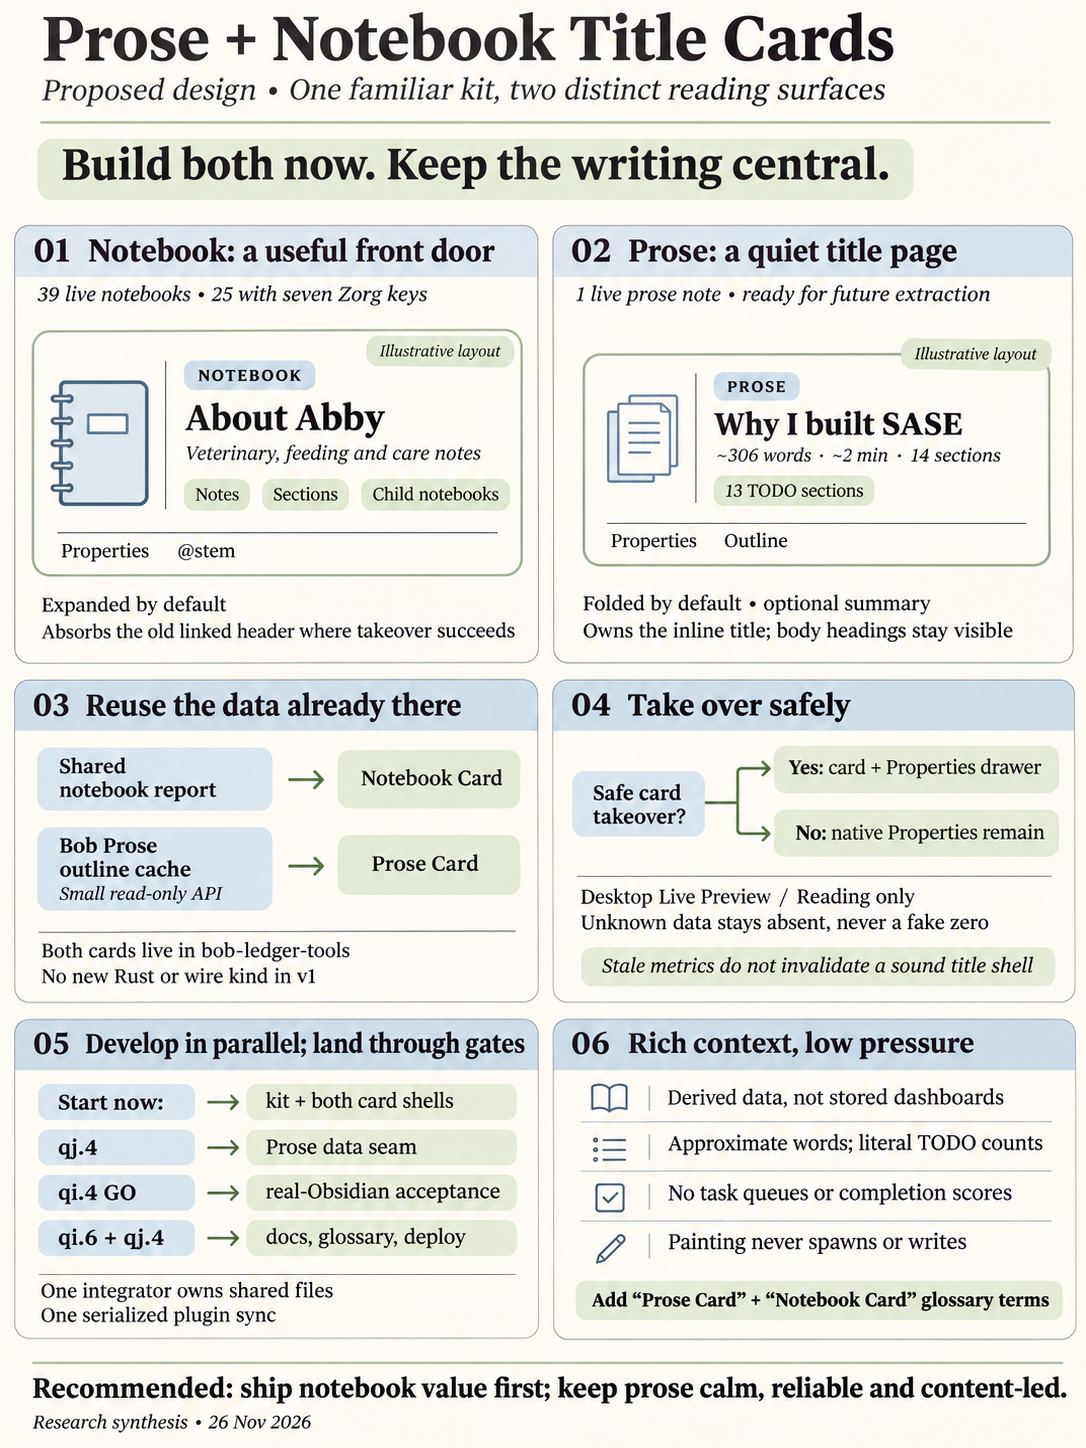 Prose + Notebook Title Cards
Proposed design • One familiar kit, two distinct reading surfaces
Build both now. Keep the writing central.
01 Notebook: a useful front door
39 live notebooks • 25 with seven Zorg keys
Illustrative layout
NOTEBOOK
About Abby
Veterinary, feeding and care notes
Notes Sections Child notebooks
Properties @stem
Expanded by default
Absorbs the old linked header where takeover succeeds
02 Prose: a quiet title page
1 live prose note • ready for future extraction
Illustrative layout
PROSE
Why I built SASE
~306 words · ~2 min · 14 sections
13 TODO sections
Properties Outline
Folded by default • optional summary
Owns the inline title; body headings stay visible
03 Reuse the data already there
Shared
notebook report
Notebook Card
Bob Prose
outline cache
Small read-only API
Prose Card
Both cards live in bob-ledger-tools
No new Rust or wire kind in v1
04 Take over safely
Safe card
takeover?
Yes: card + Properties drawer
No: native Properties remain
Desktop Live Preview / Reading only
Unknown data stays absent, never a fake zero
Stale metrics do not invalidate a sound title shell
05 Develop in parallel; land through gates
Start now: → kit + both card shells
qj.4 → Prose data seam
qi.4 GO → real-Obsidian acceptance
qi.6 + qj.4 → docs, glossary, deploy
One integrator owns shared files
One serialized plugin sync
06 Rich context, low pressure
Derived data, not stored dashboards
Approximate words; literal TODO counts
No task queues or completion scores
Painting never spawns or writes
Add “Prose Card” + “Notebook Card” glossary terms
Recommended: ship notebook value first; keep prose calm, reliable and content-led.
Research synthesis • 26 Nov 2026